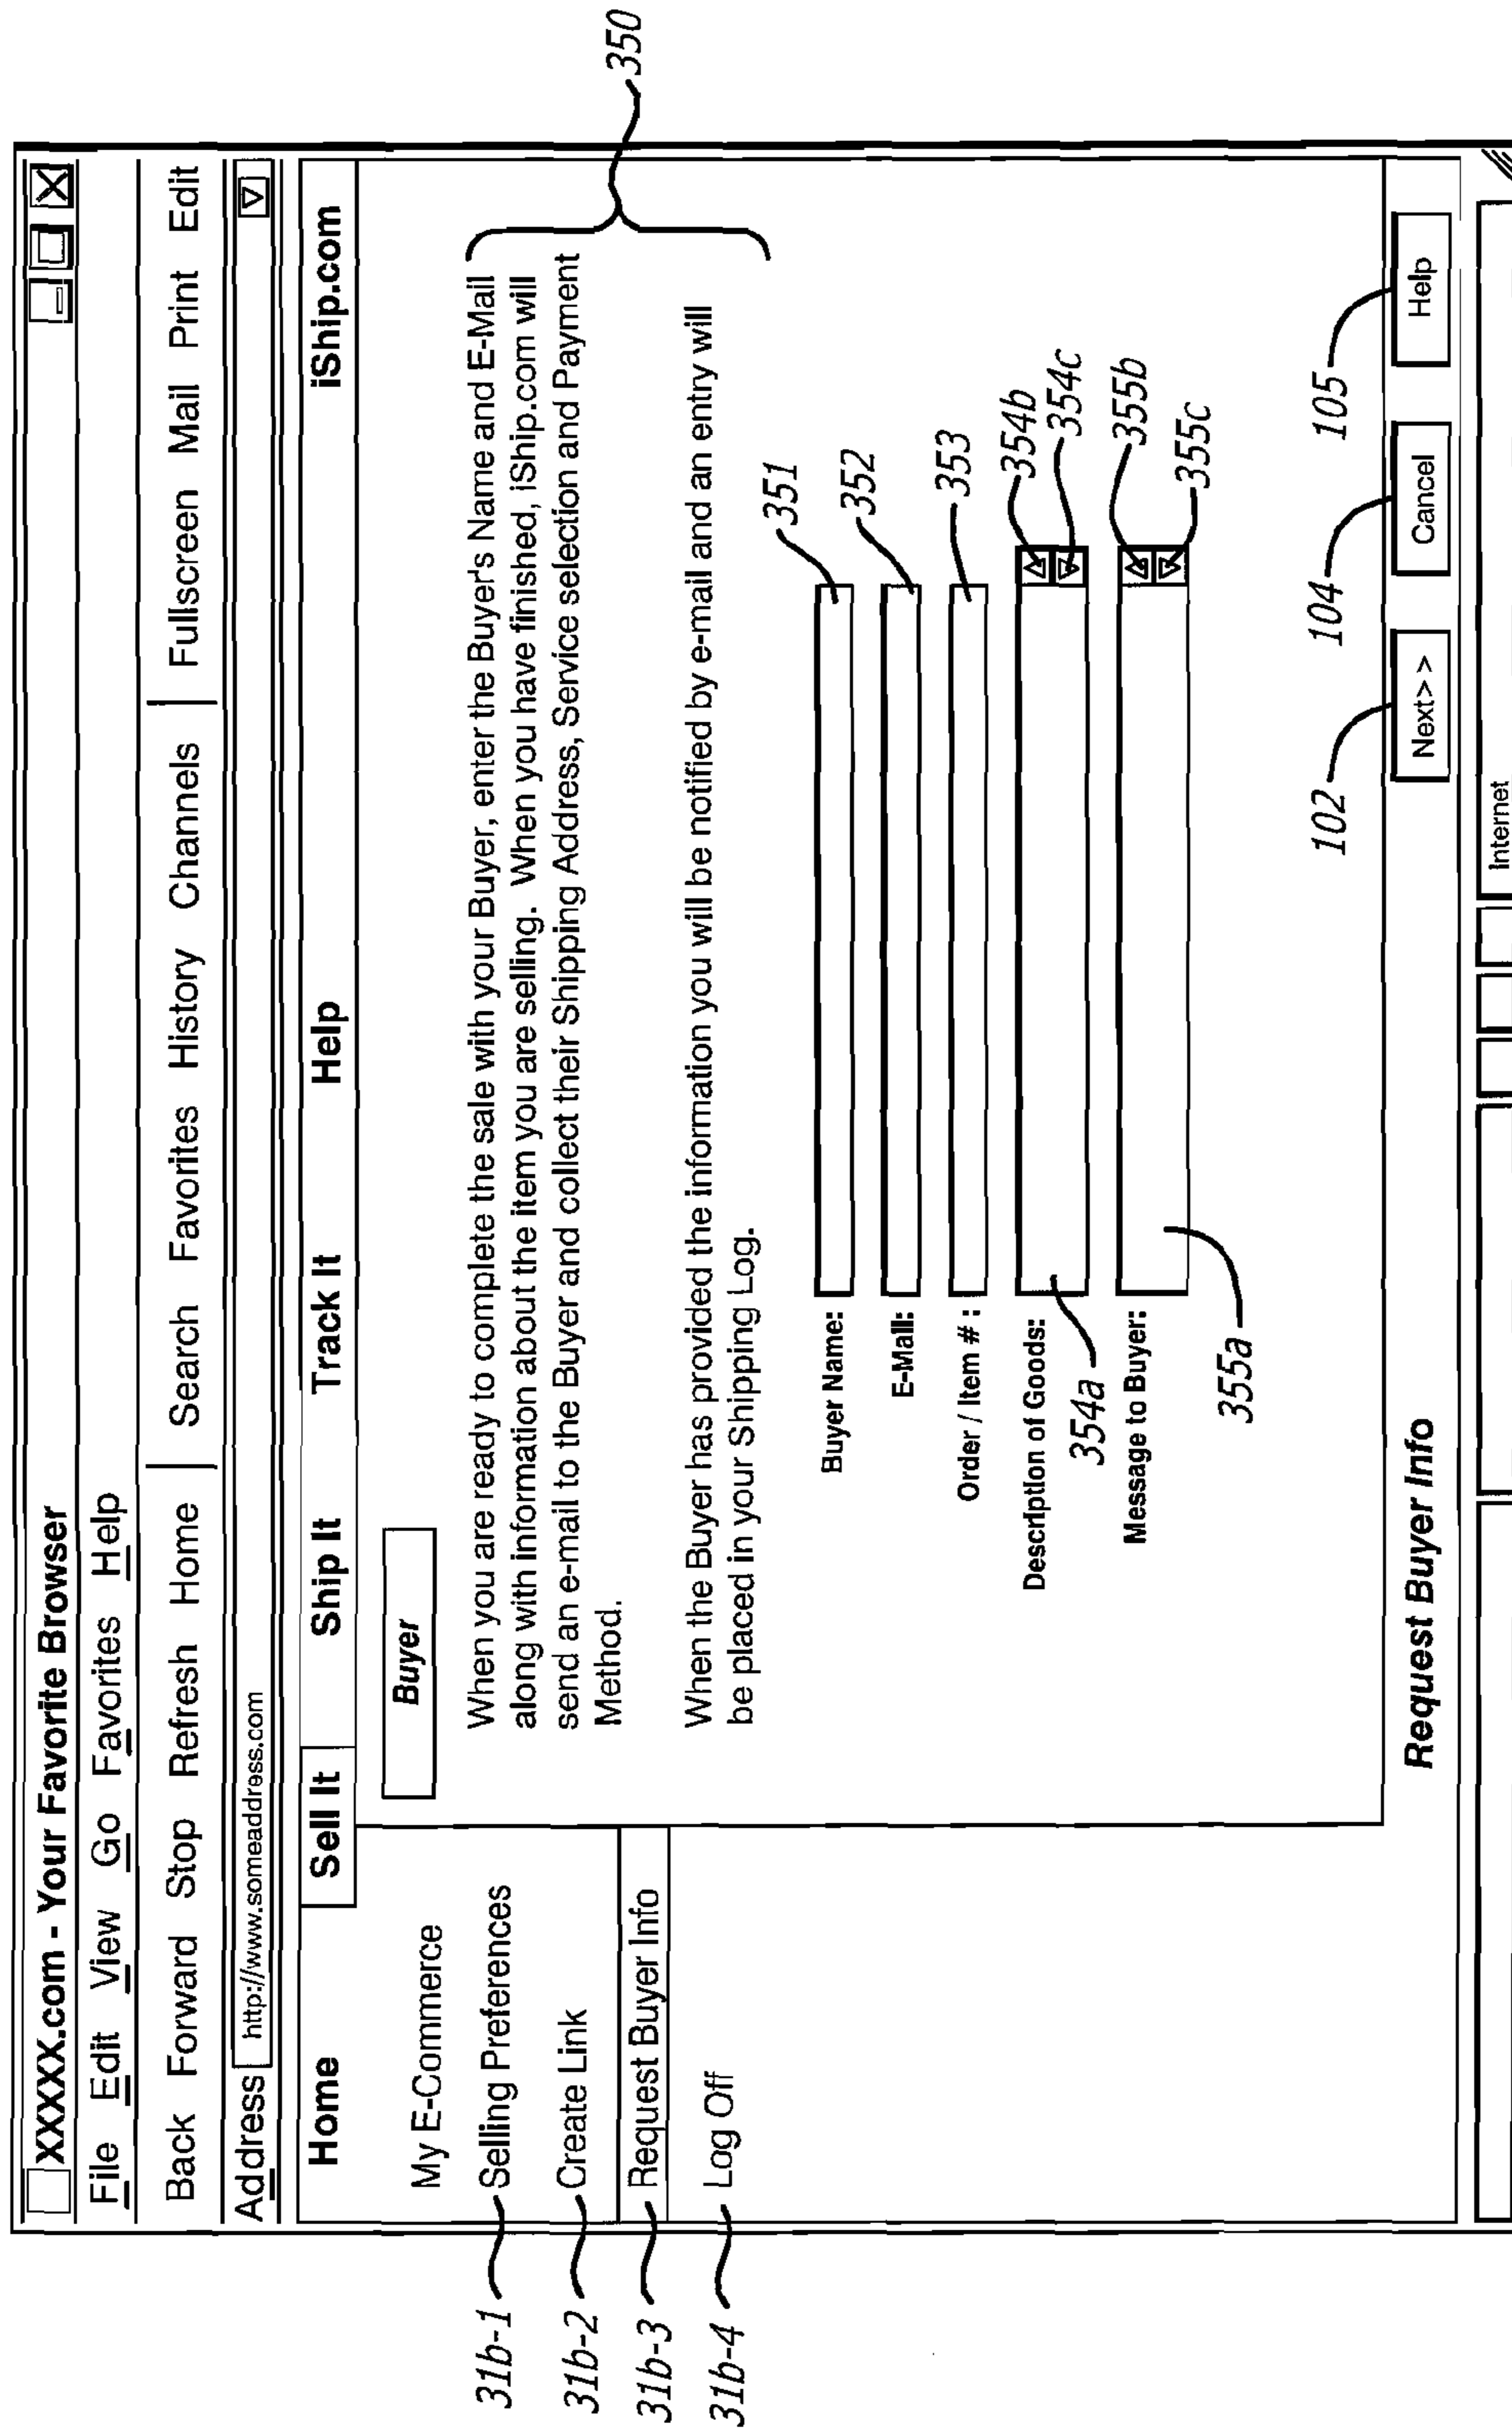 XXXXX.com - Your Favorite Browser
File Edit View Go Favorites Help
Back Forward Stop Refresh Home Search Favorites History Channels Fullscreen Mail Print Edit
Address http://www.someaddress.com
Home Sell It Ship It Track It Help iShip.com
My E-Commerce
31b-1 Selling Preferences
31b-2 Create Link
31b-3 Request Buyer Info
31b-4 Log Off
Buyer
When you are ready to complete the sale with your Buyer, enter the Buyer's Name and E-Mail
along with information about the item you are selling. When you have finished, iShip.com will
send an e-mail to the Buyer and collect their Shipping Address, Service selection and Payment
Method.
350
When the Buyer has provided the information you will be notified by e-mail and an entry will
be placed in your Shipping Log.
Buyer Name: 351
E-Mail: 352
Order / Item # : 353
Description of Goods: 354b
354a 354c
Message to Buyer: 355b
355a 355c
Request Buyer Info
102 104 105
Next>> Cancel Help
Internet